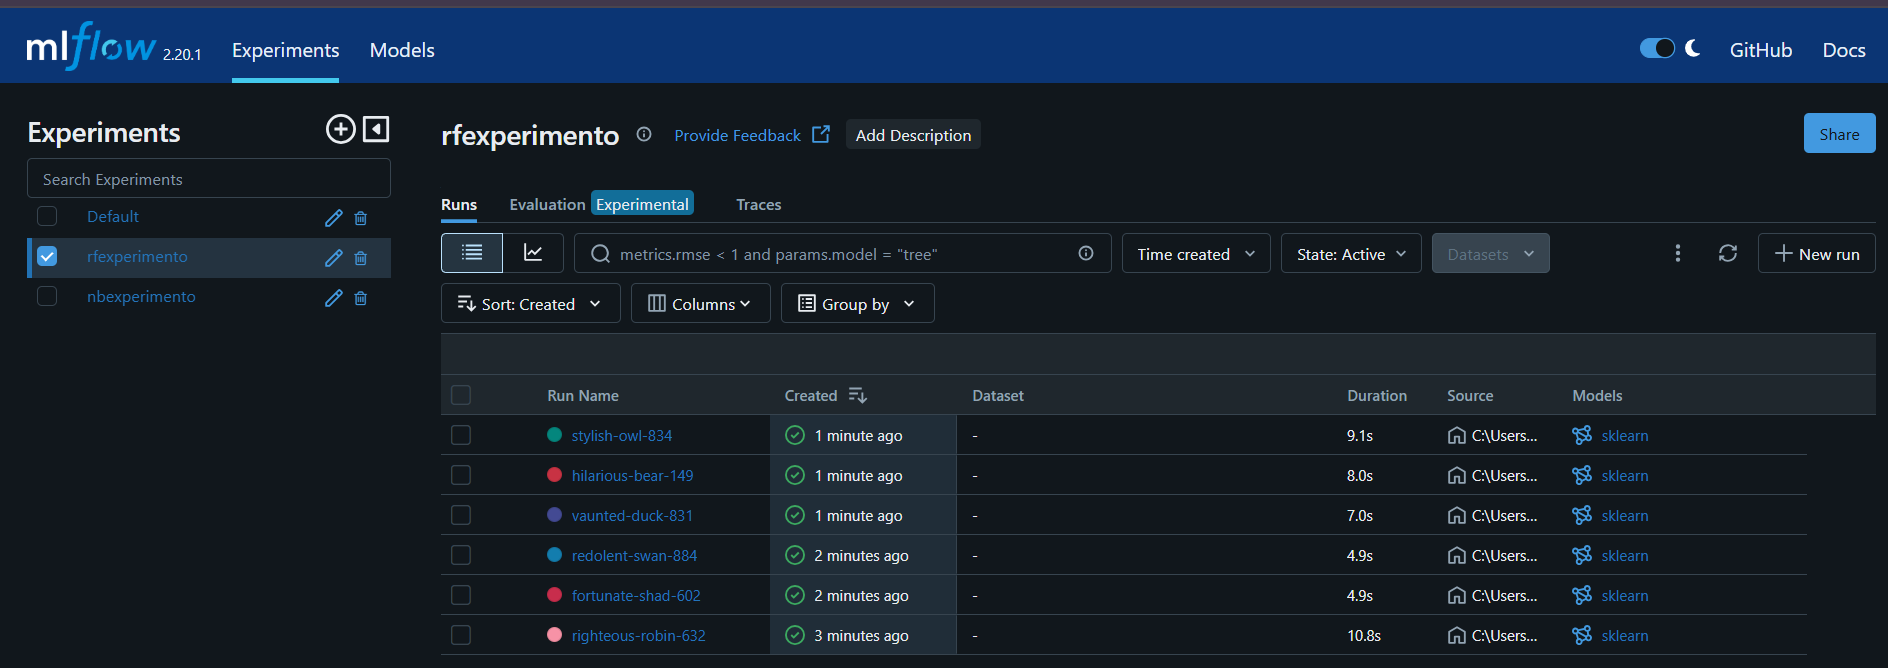 mlflow 2.20.1 Experiments Models GitHub Docs
Experiments
Search Experiments
Default
rfexperimento
nbexperimento
rfexperimento Provide Feedback Add Description Share
Runs Evaluation Experimental Traces
metrics.rmse < 1 and params.model = "tree" Time created State: Active Datasets New run
Sort: Created Columns Group by
Run Name Created Dataset Duration Source Models
stylish-owl-834 1 minute ago - 9.1s C:\Users... sklearn
hilarious-bear-149 1 minute ago - 8.0s C:\Users... sklearn
vaunted-duck-831 1 minute ago - 7.0s C:\Users... sklearn
redolent-swan-884 2 minutes ago - 4.9s C:\Users... sklearn
fortunate-shad-602 2 minutes ago - 4.9s C:\Users... sklearn
righteous-robin-632 3 minutes ago - 10.8s C:\Users... sklearn